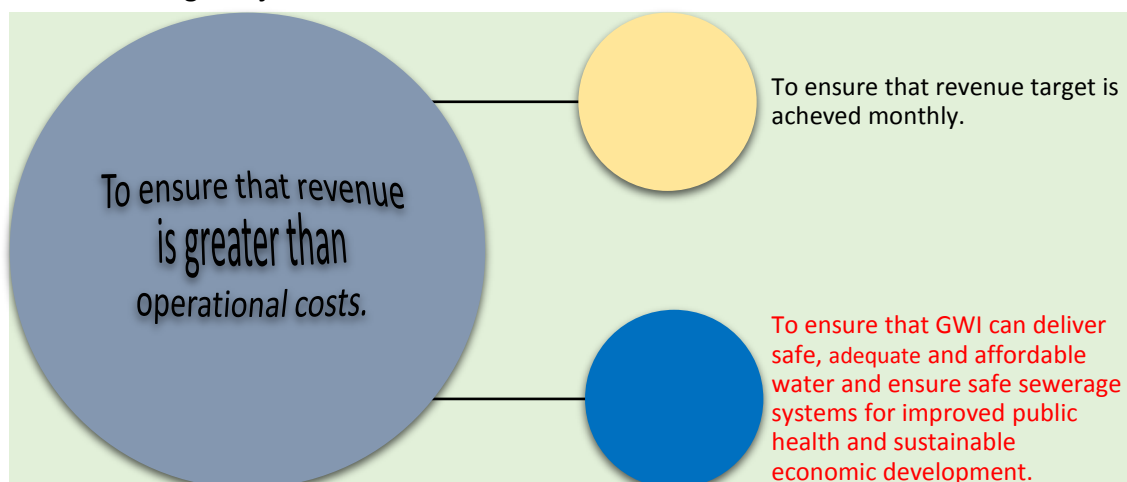 To ensure that revenue
is greater than
operational costs.
To ensure that revenue target is
acheved monthly.
To ensure that GWI can deliver
safe, adequate and affordable
water and ensure safe sewerage
systems for improved public
health and sustainable
economic development.